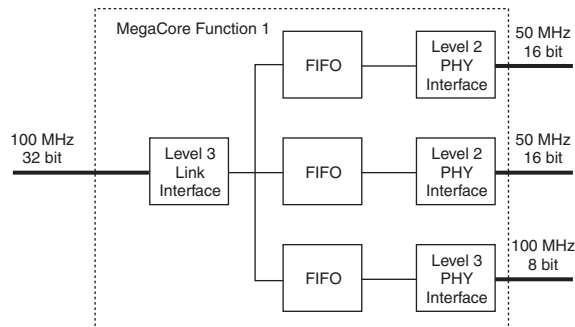 MegaCore Function 1
50 MHz
16 bit
FIFO
Level 2
PHY
Interface
100 MHz
32 bit
Level 3
Link
Interface
FIFO
Level 2
PHY
Interface
50 MHz
16 bit
FIFO
Level 3
PHY
Interface
100 MHz
8 bit